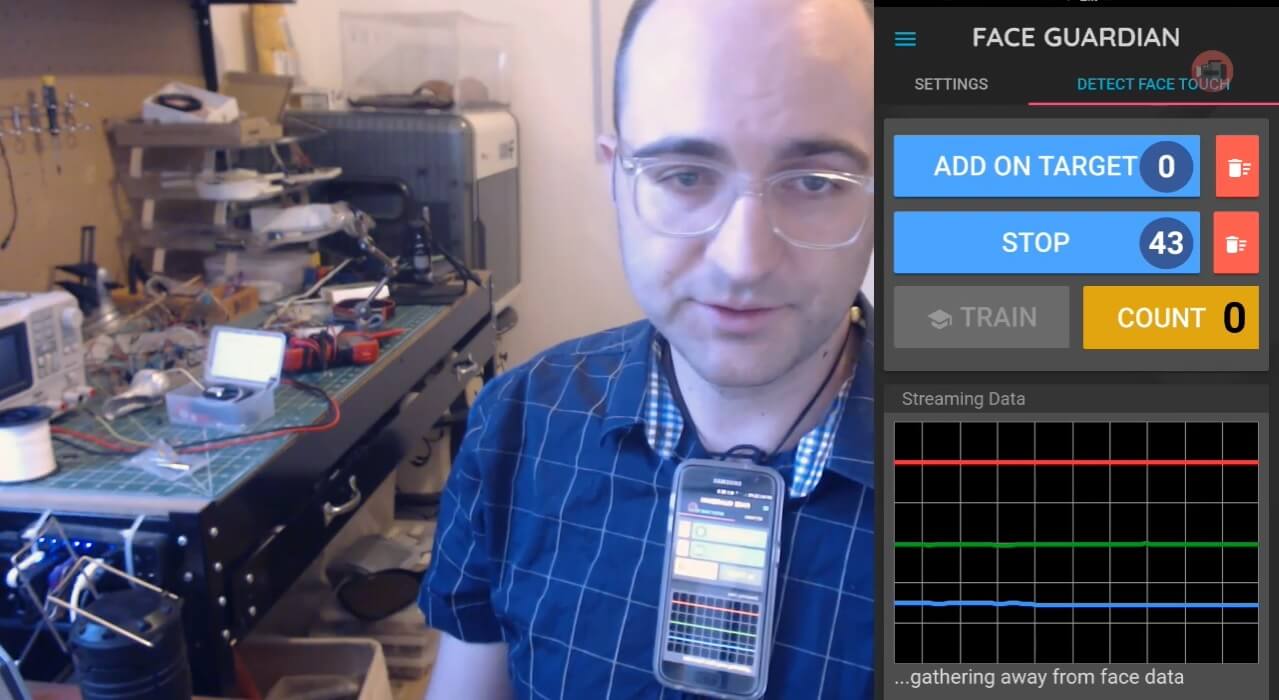 FACE GUARDIAN
SETTINGS
DETECT FACE TOUCH
ADD ON TARGET 0
STOP 43
TRAIN
COUNT 0
Streaming Data
...gathering away from face data
SAMSUNG